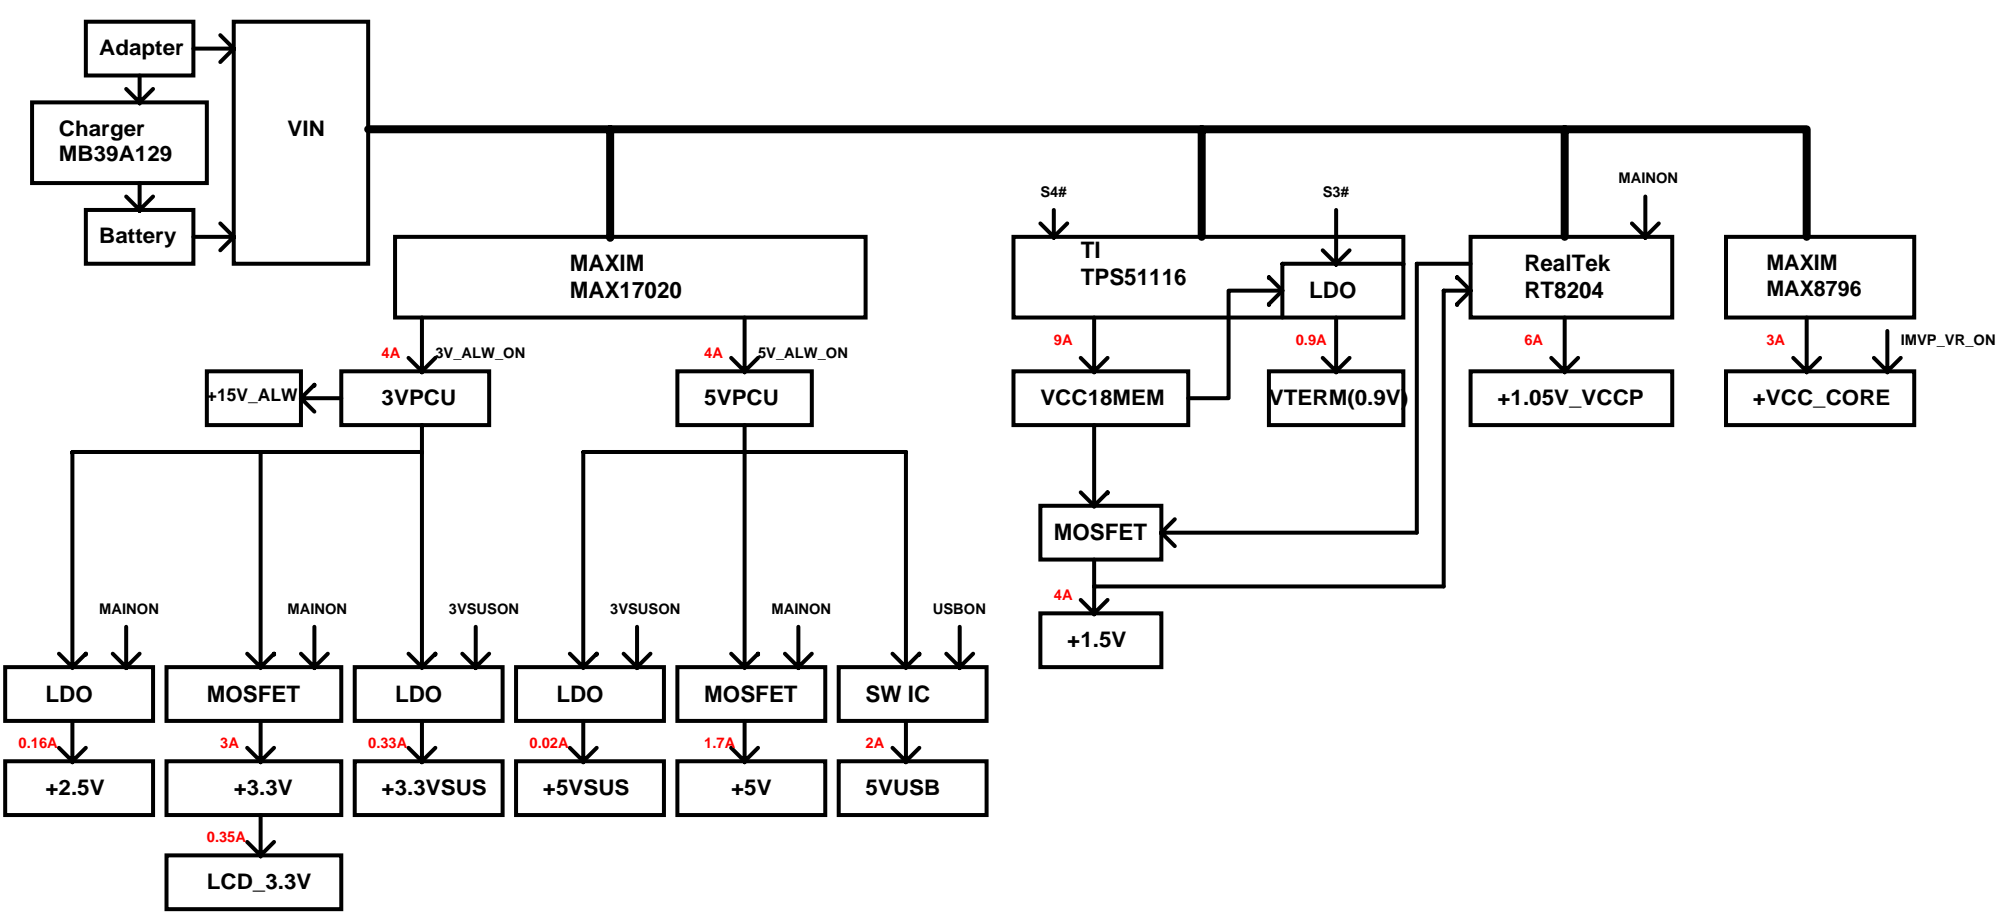 Adapter
Charger
MB39A129
Battery
VIN
S4#
S3#
MAINON
MAXIM
MAX17020
TI
TPS51116
LDO
RealTek
RT8204
MAXIM
MAX8796
4A
3V_ALW_ON
4A
5V_ALW_ON
9A
0.9A
6A
3A
IMVP_VR_ON
+15V_ALW
3VPCU
5VPCU
VCC18MEM
VTERM(0.9V)
+1.05V_VCCP
+VCC_CORE
MOSFET
4A
+1.5V
MAINON
MAINON
3VSUSON
3VSUSON
MAINON
USBON
LDO
MOSFET
LDO
LDO
MOSFET
SW IC
0.16A
3A
0.33A
0.02A
1.7A
2A
+2.5V
+3.3V
+3.3VSUS
+5VSUS
+5V
5VUSB
0.35A
LCD_3.3V